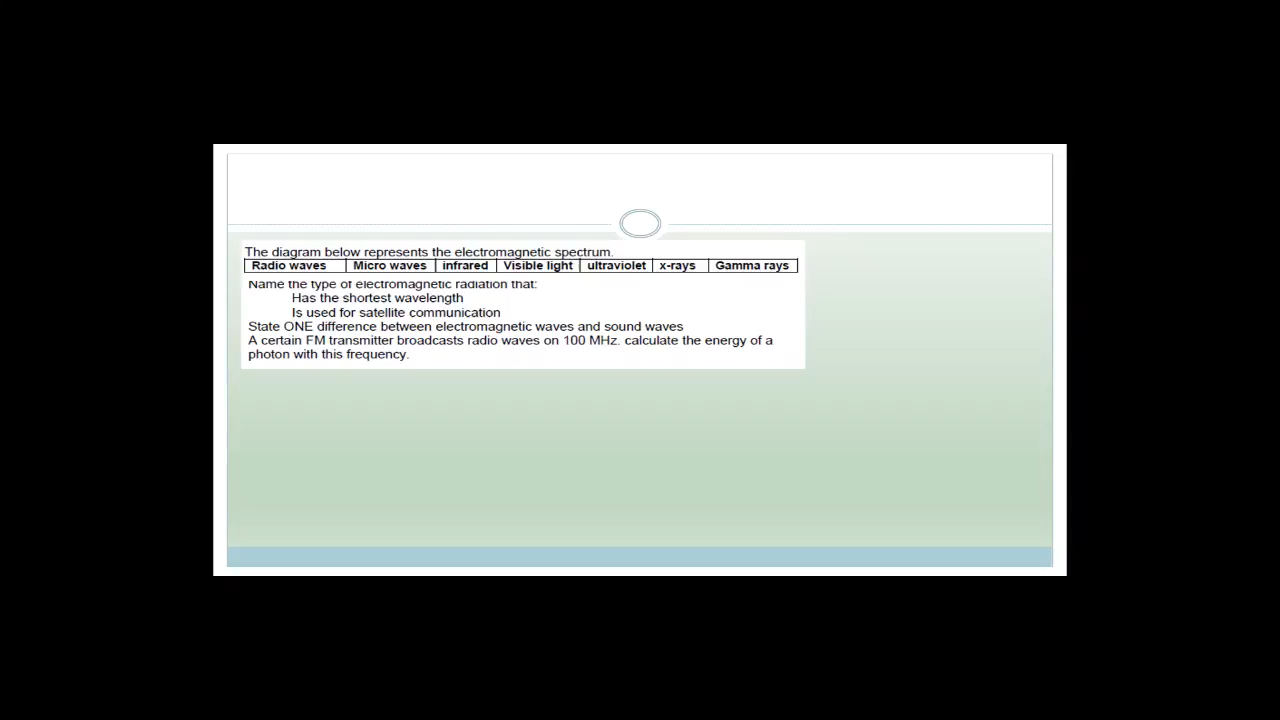 The diagram below represents the electromagnetic spectrum.
Radio waves Micro waves infrared Visible light ultraviolet x-rays Gamma rays
Name the type of electromagnetic radiation that:
Has the shortest wavelength
Is used for satellite communication
State ONE difference between electromagnetic waves and sound waves
A certain FM transmitter broadcasts radio waves on 100 MHz. calculate the energy of a
photon with this frequency.